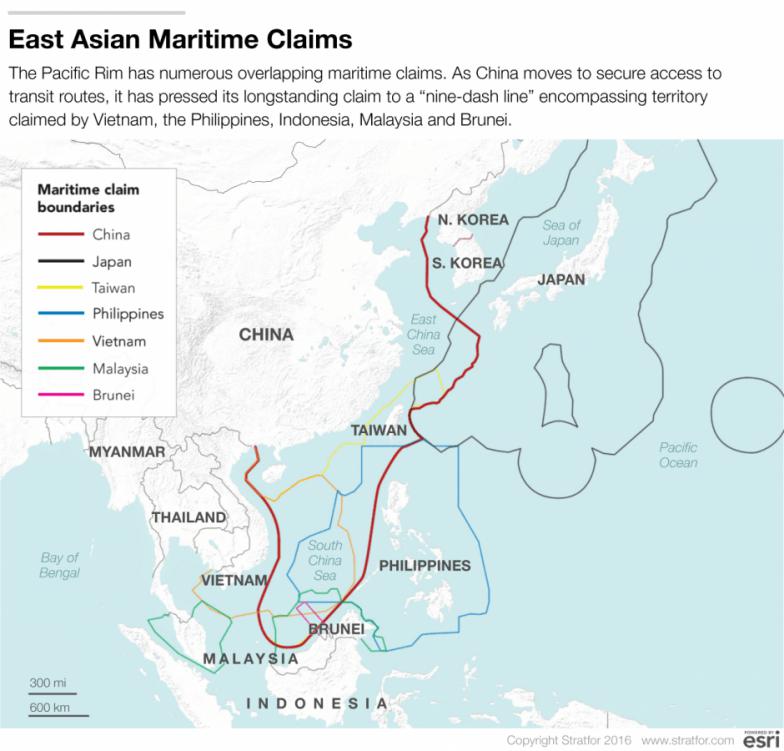 East Asian Maritime Claims
The Pacific Rim has numerous overlapping maritime claims. As China moves to secure access to
transit routes, it has pressed its longstanding claim to a “nine-dash line” encompassing territory
claimed by Vietnam, the Philippines, Indonesia, Malaysia and Brunei.
Maritime claim
boundaries
China
Japan
Taiwan
Philippines
Vietnam
Malaysia
Brunei
N. KOREA
Sea of
Japan
S. KOREA
JAPAN
East
China
Sea
CHINA
TAIWAN
Pacific
Ocean
MYANMAR
THAILAND
Bay of
Bengal
South
China
Sea
PHILIPPINES
VIETNAM
BRUNEI
MALAYSIA
INDONESIA
300 mi
600 km
Copyright Stratfor 2016 www.stratfor.com
POWERED BY
esri